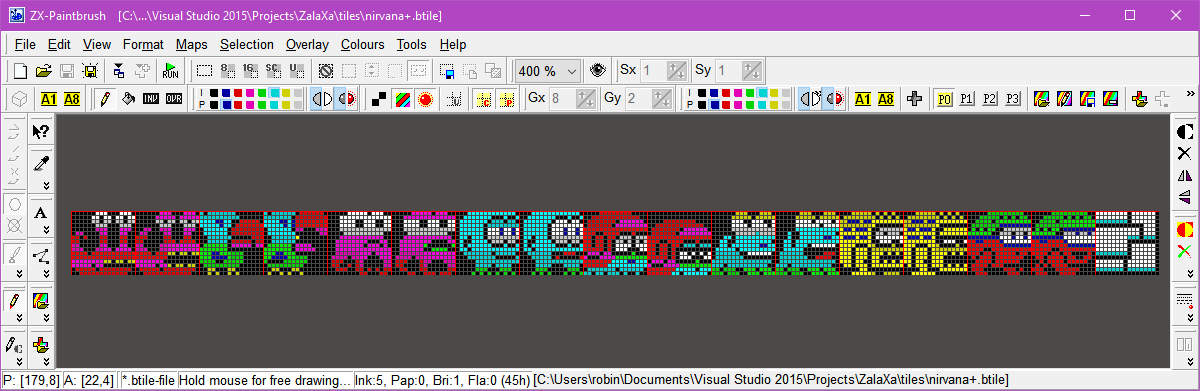 ZX-Paintbrush [C:\...\Visual Studio 2015\Projects\ZalaXa\tiles\nirvana+.btile]
File Edit View Format Maps Selection Overlay Colours Tools Help
RUN 8 16 SC U 400 % Sx 1 Sy 1
A1 A8 INV OVR I P U C P Gx 8 Gy 2 I P A1 A8 P0 P1 P2 P3 »
?
A
P: [179,8] A: [22,4] *.btile-file Hold mouse for free drawing... Ink:5, Pap:0, Bri:1, Fla:0 (45h) [C:\Users\robin\Documents\Visual Studio 2015\Projects\ZalaXa\tiles\nirvana+.btile]